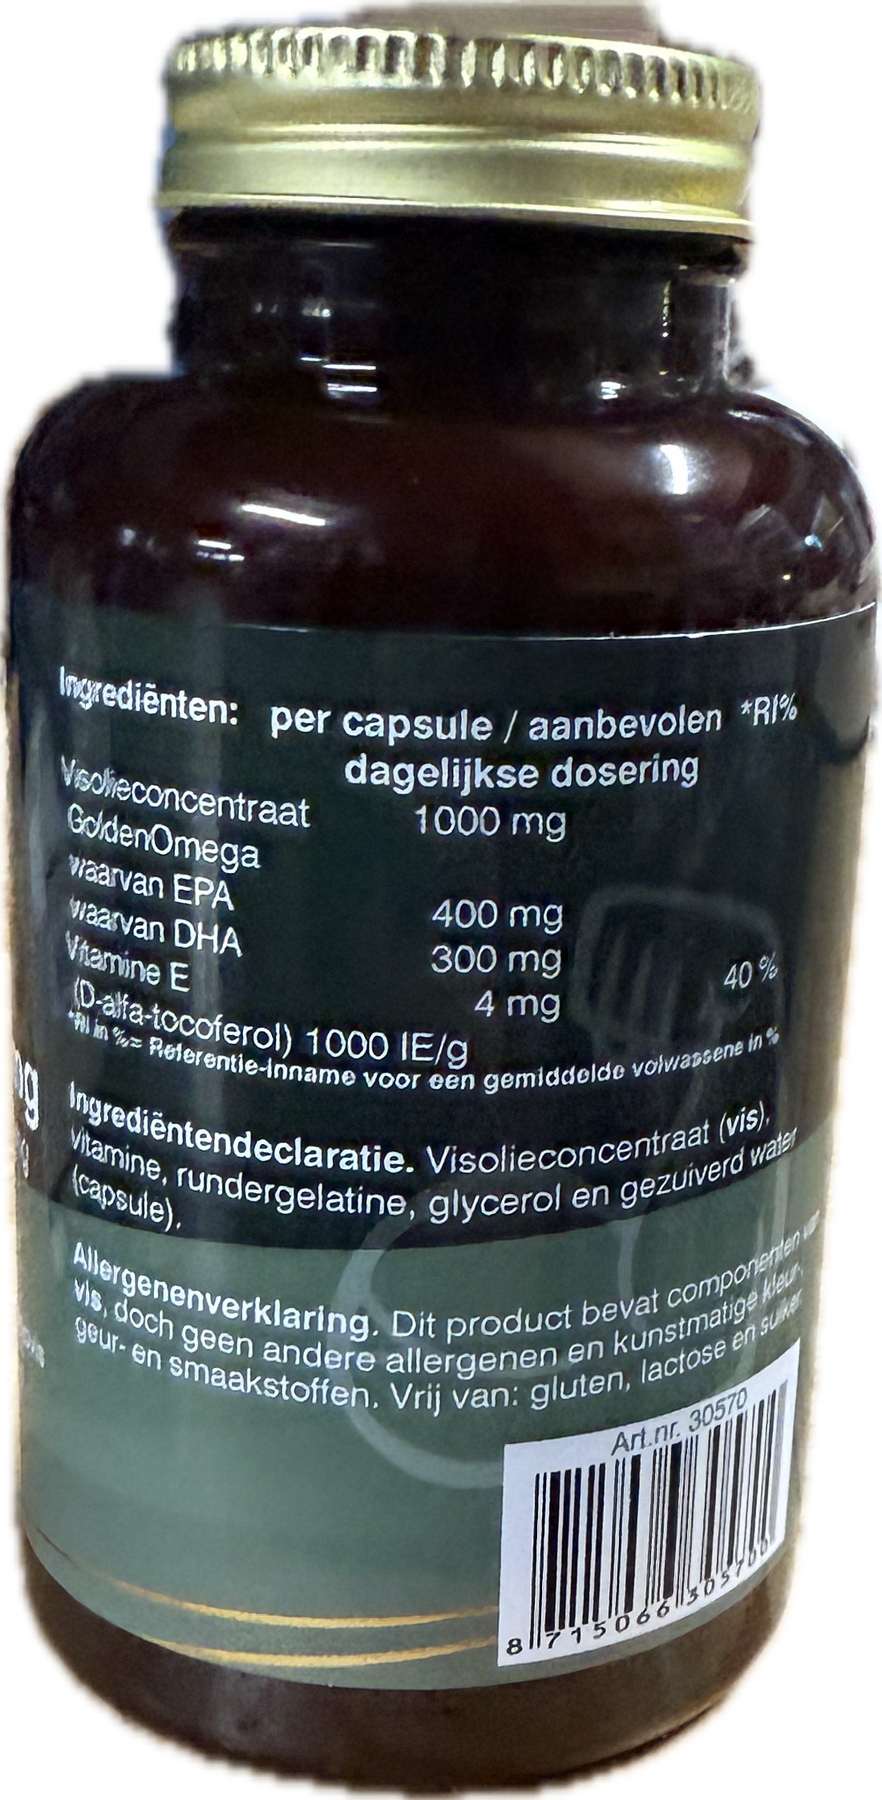 Ingrediënten: per capsule / aanbevolen *RI%
dagelijkse dosering
Visolieconcentraat 1000 mg
GoldenOmega
waarvan EPA 400 mg
waarvan DHA 300 mg
Vitamine E 4 mg 40 %
(D-alfa-tocoferol) 1000 IE/g
*RI in %= Referentie-Inname voor een gemiddelde volwassene in %
Ingrediëntendeclaratie. Visolieconcentraat (vis),
vitamine, rundergelatine, glycerol en gezuiverd water
(capsule).
Allergenenverklaring. Dit product bevat componenten van
vis, doch geen andere allergenen en kunstmatige kleur-,
geur- en smaakstoffen. Vrij van: gluten, lactose en suiker.
Art.nr. 30570
8 715066 305700